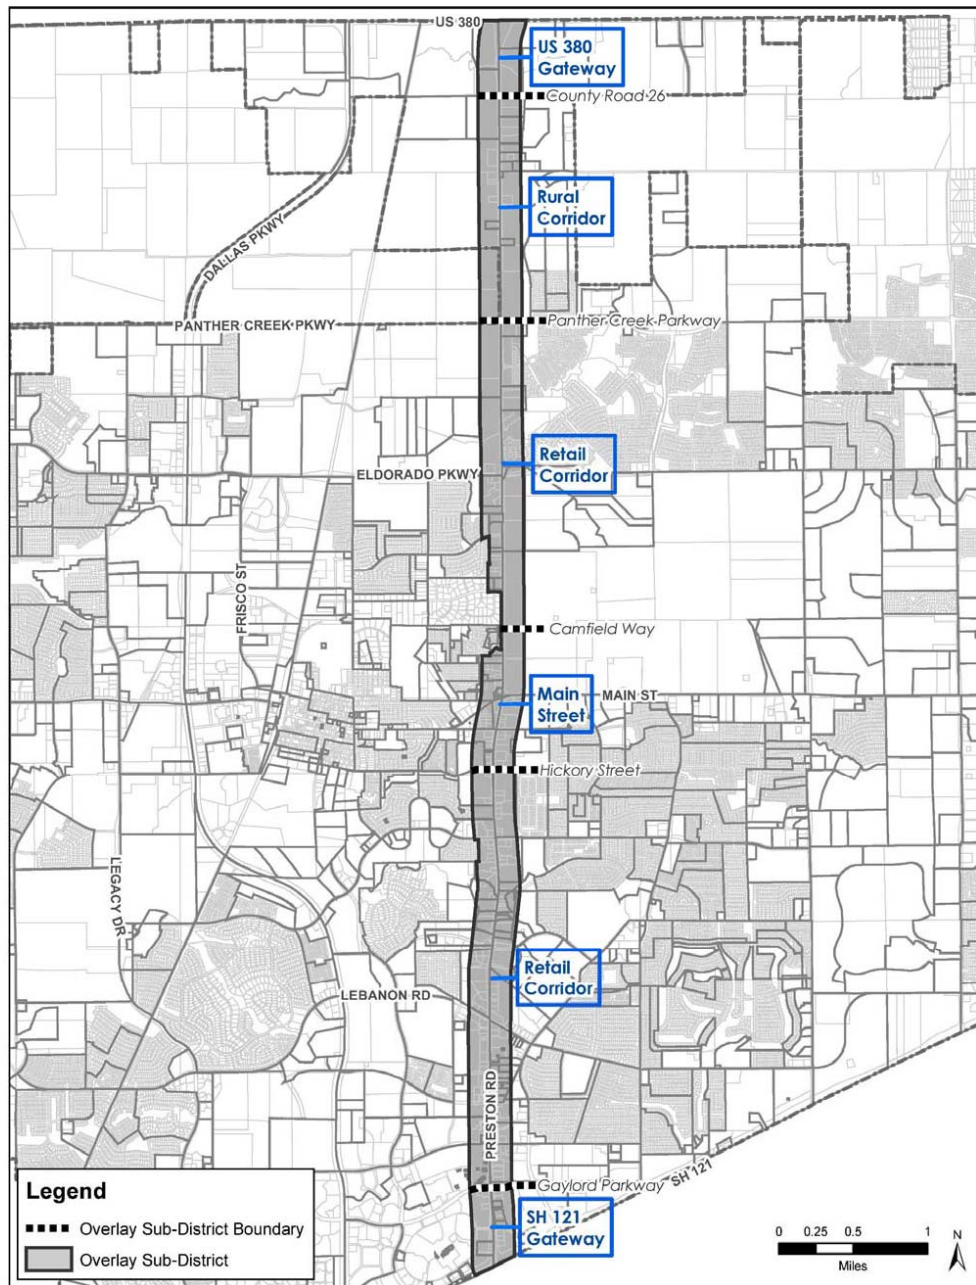 US 380
US 380
Gateway
County Road 26
Rural
Corridor
DALLAS PKWY
PANTHER CREEK PKWY
Panther Creek Parkway
ELDORADO PKWY
Retail
Corridor
FRISCO ST
Camfield Way
Main
Street
MAIN ST
Hickory Street
LEGACY DR
LEBANON RD
Retail
Corridor
PRESTON RD
Gaylord Parkway
SH 121
SH 121
Gateway
Legend
Overlay Sub-District Boundary
Overlay Sub-District
0 0.25 0.5 1
Miles
N